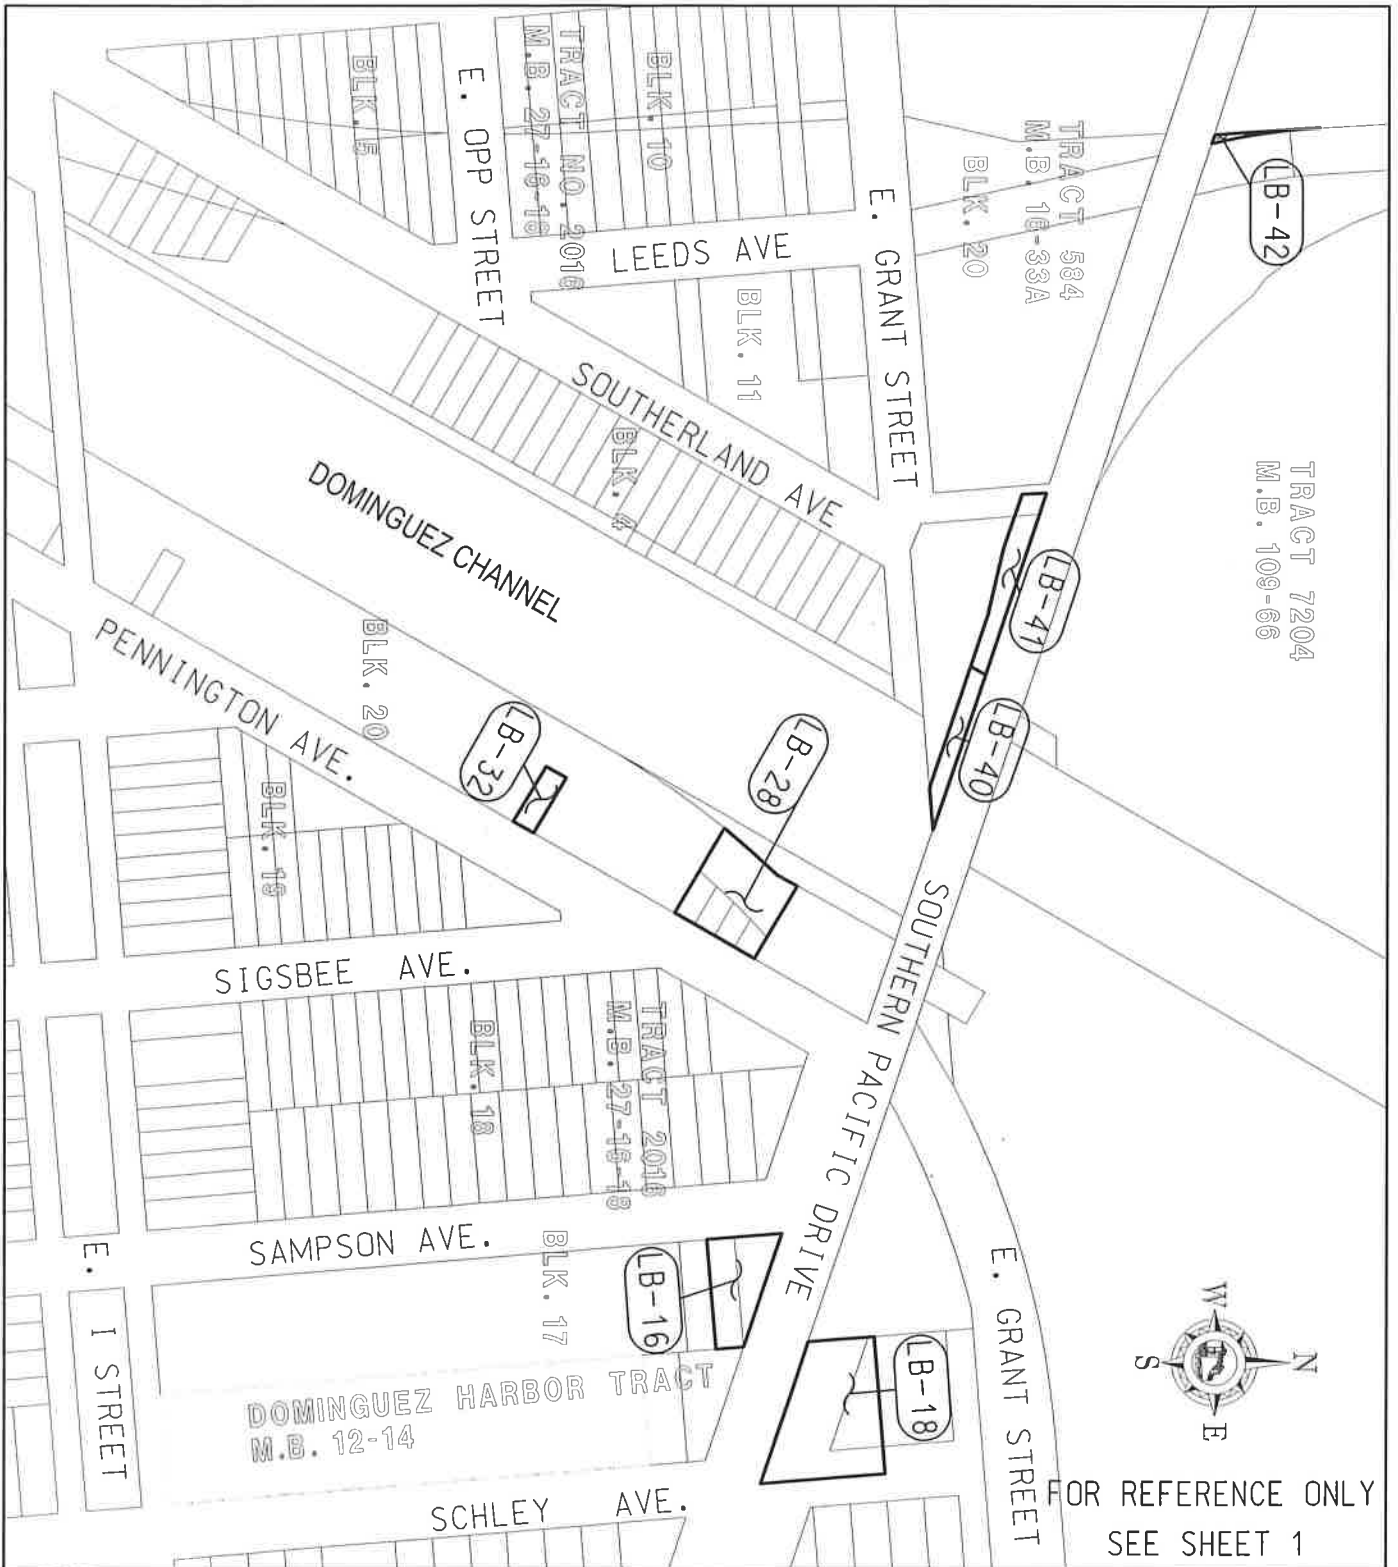 BLK. 15
E. OPP STREET
TRACT NO. 2016
M.B. 27-16-18
BLK. 10
LEEDS AVE
E. GRANT STREET
TRACT 584
M.B. 16-33A
BLK. 20
LB-42
BLK. 11
SOUTHERLAND AVE
BLK. 4
DOMINGUEZ CHANNEL
TRACT 7204
M.B. 109-66
LB-41
LB-40
BLK. 20
PENNINGTON AVE.
LB-32
LB-28
BLK. 19
SIGSBEE AVE.
SOUTHERN PACIFIC DRIVE
BLK. 18
TRACT 2016
M.B. 27-16-18
SAMPSON AVE.
BLK. 17
LB-16
LB-18
E. GRANT STREET
E. I STREET
DOMINGUEZ HARBOR TRACT
M.B. 12-14
SCHLEY AVE.
W
N
S
E
FOR REFERENCE ONLY
SEE SHEET 1